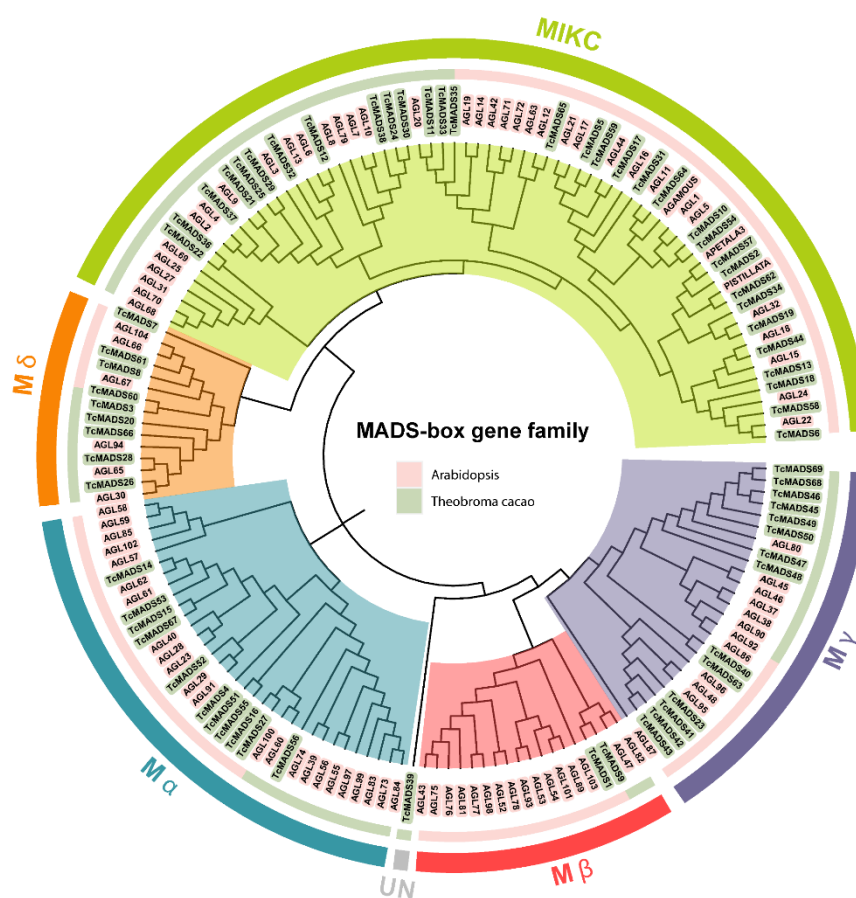 MIKC
AGL19
AGL14
AGL42
AGL71
AGL72
AGL63
AGL12
TcMADS65
AGL21
AGL17
TcMADS5
TcMADS59
AGL44
TcMADS17
AGL16
TcMADS31
AGL11
TcMADS64
AGAMOUS
AGL1
AGL5
TcMADS10
TcMADS54
APETALA3
TcMADS57
TcMADS2
PISTILLATA
TcMADS62
TcMADS34
AGL32
TcMADS19
AGL18
TcMADS44
AGL15
TcMADS13
TcMADS18
AGL24
TcMADS58
AGL22
TcMADS6
TcMADS69
TcMADS68
TcMADS46
TcMADS45
TcMADS49
TcMADS50
AGL80
TcMADS47
TcMADS48
AGL45
AGL46
AGL37
AGL38
AGL90
AGL92
AGL86
TcMADS40
TcMADS63
AGL96
AGL48
AGL95
TcMADS23
TcMADS41
TcMADS42
TcMADS43
AGL87
AGL82
AGL47
TcMADS9
TcMADS1
AGL103
AGL89
AGL101
AGL54
AGL53
AGL93
AGL78
AGL52
AGL98
AGL77
AGL81
AGL76
AGL75
AGL43
TcMADS39
AGL84
AGL73
AGL83
AGL99
AGL97
AGL55
AGL56
AGL39
AGL74
TcMADS56
AGL60
AGL100
TcMADS27
TcMADS16
TcMADS55
TcMADS51
TcMADS4
AGL91
AGL29
TcMADS52
AGL23
AGL28
AGL40
TcMADS67
TcMADS15
TcMADS53
AGL61
AGL62
TcMADS14
AGL57
AGL102
AGL85
AGL59
AGL58
AGL30
TcMADS26
AGL65
TcMADS28
AGL94
TcMADS66
TcMADS20
TcMADS3
TcMADS60
AGL67
TcMADS8
TcMADS61
AGL66
AGL104
TcMADS7
AGL68
AGL70
AGL31
AGL27
AGL25
AGL69
TcMADS22
TcMADS36
AGL2
AGL4
TcMADS37
AGL9
TcMADS21
TcMADS25
TcMADS29
AGL3
TcMADS32
AGL13
AGL6
TcMADS12
AGL8
AGL79
AGL7
AGL10
TcMADS38
TcMADS24
TcMADS30
AGL20
TcMADS11
TcMADS33
TcMADS35
M δ
MADS-box gene family
Arabidopsis
Theobroma cacao
M γ
M α
UN
M β